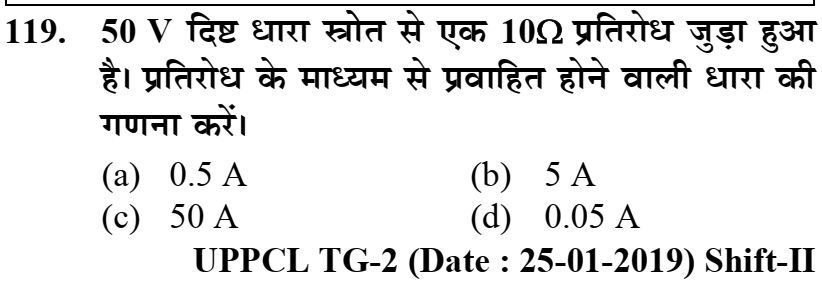 119. 50 V दिष्ट धारा स्त्रोत से एक 10Ω प्रतिरोध जुड़ा हुआ
है। प्रतिरोध के माध्यम से प्रवाहित होने वाली धारा की
गणना करें।
(a) 0.5 A (b) 5 A
(c) 50 A (d) 0.05 A
UPPCL TG-2 (Date : 25-01-2019) Shift-II